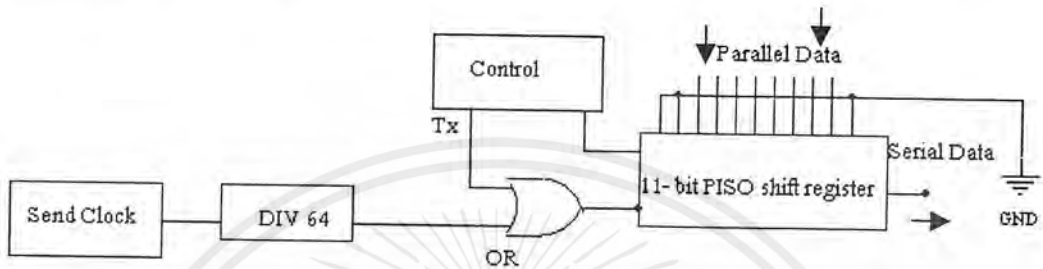 Parallel Data
Control
Tx
Serial Data
11- bit PISO shift register
Send Clock
DIV 64
GND
OR